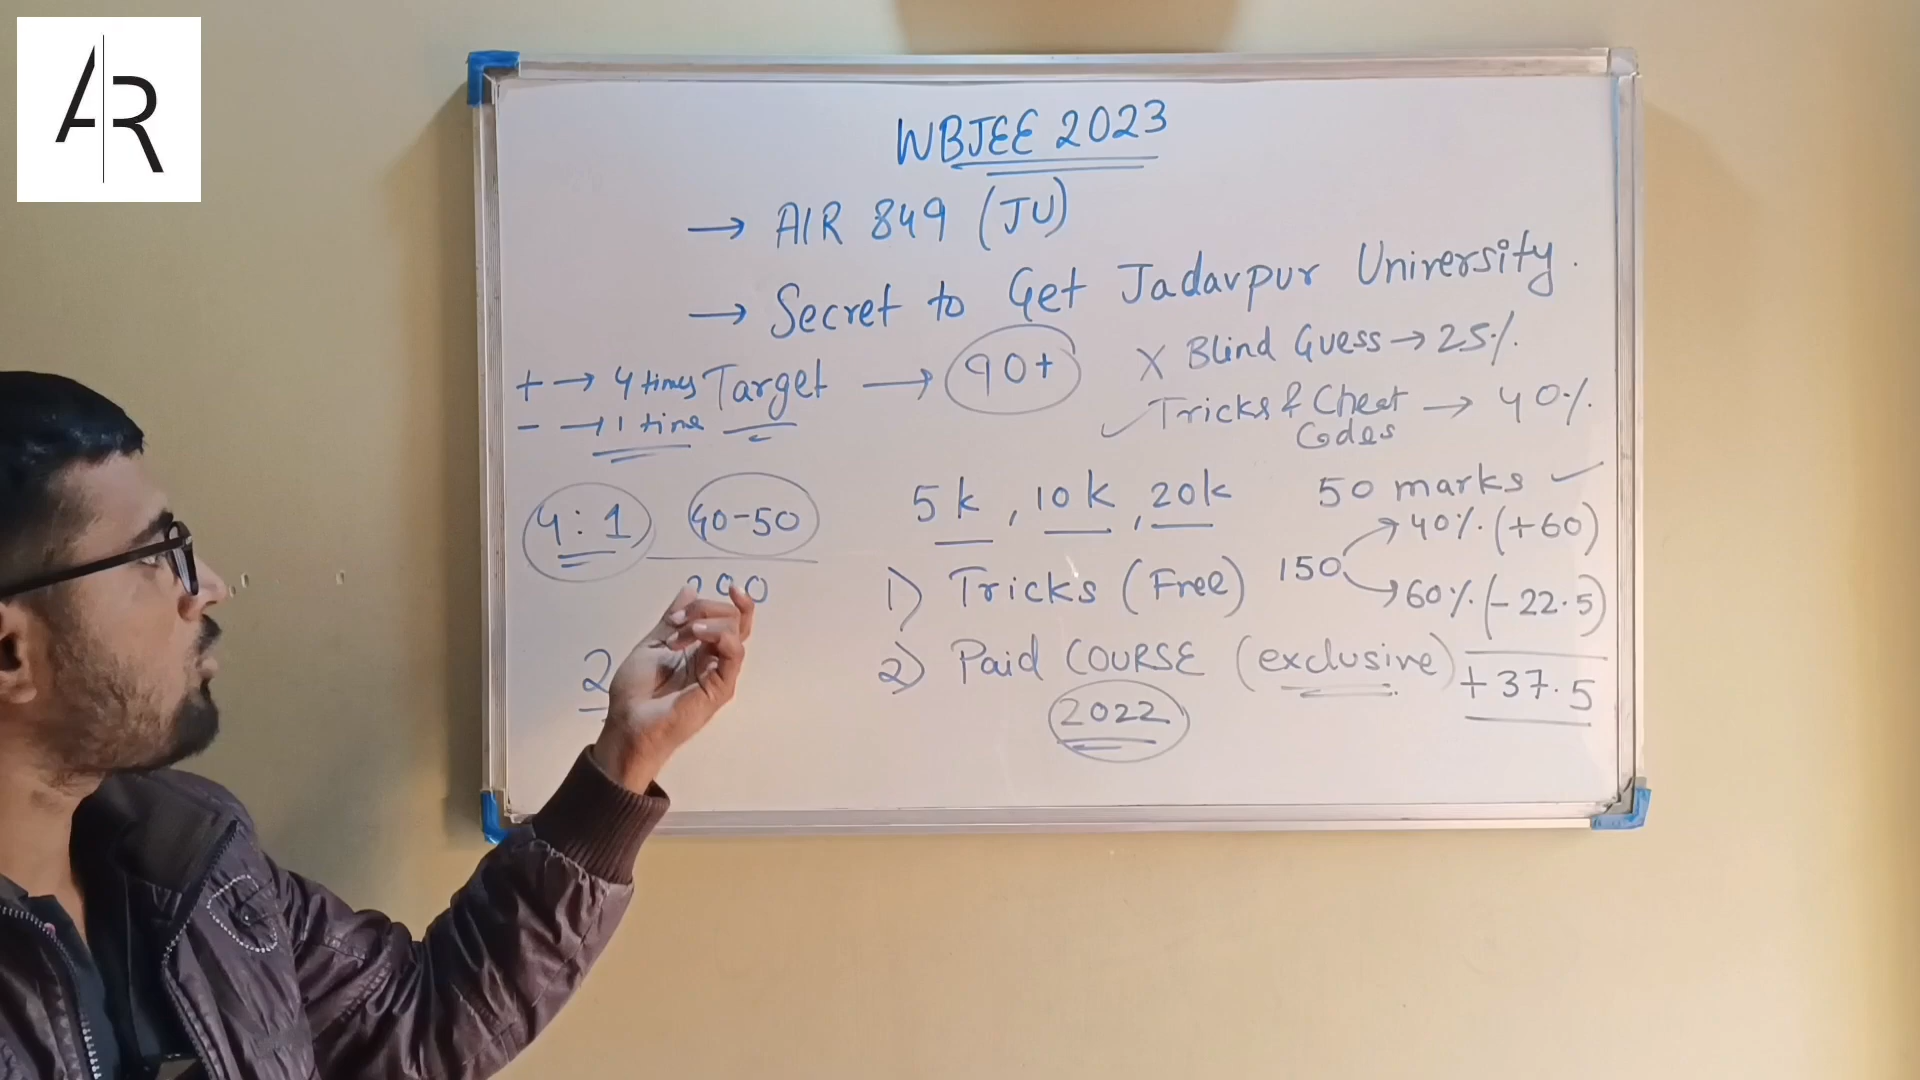 AR
WBJEE 2023
→ AIR 849 (JU)
→ Secret to Get Jadavpur University.
+ → 4 times Target → 90+
- → 1 time
X Blind Guess → 25%.
✓ Tricks & Cheat Codes → 40%.
4:1
40-50
200
2
5k, 10k, 20k
1) Tricks (Free)
2) Paid COURSE (exclusive)
2022
50 marks ✓
150
→ 40%. (+60)
→ 60%. (-22.5)
+37.5